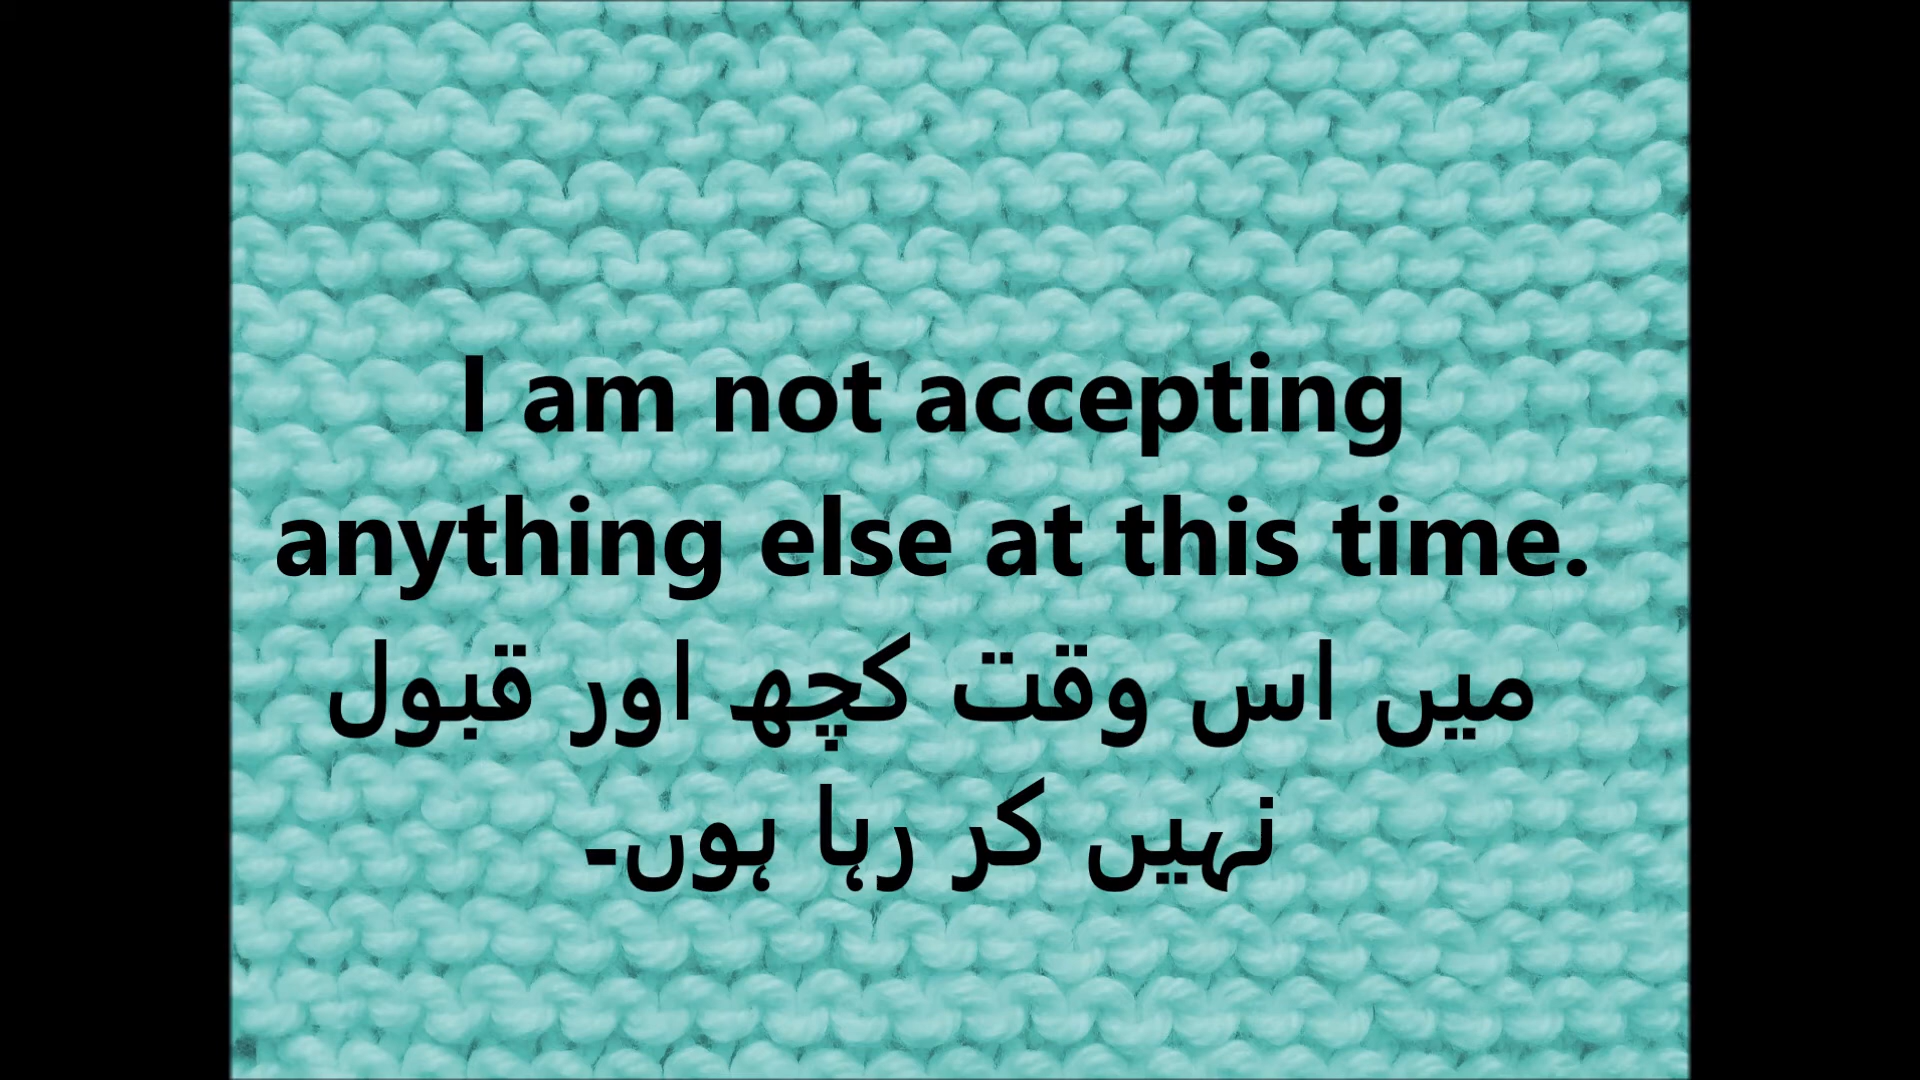 I am not accepting
anything else at this time.
میں اس وقت کچھ اور قبول
نہیں کر رہا ہوں۔